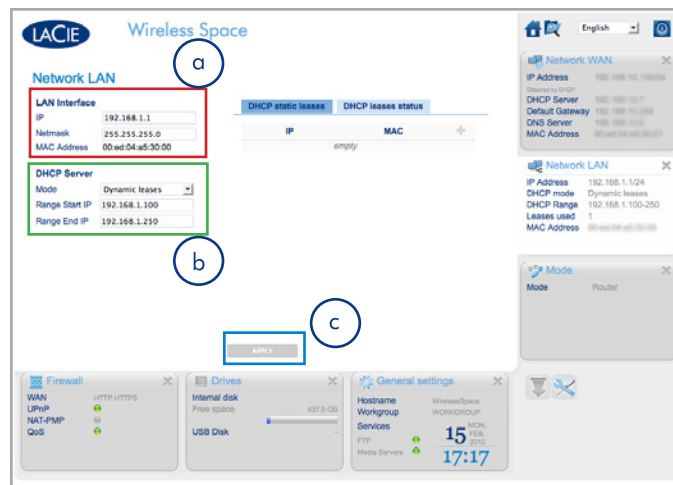 LACIE
Wireless Space
English
a
Network LAN
LAN Interface
IP 192.168.1.1
Netmask 255.255.255.0
MAC Address 00:ed:04:a5:30:00
DHCP Server
Mode Dynamic leases
Range Start IP 192.168.1.100
Range End IP 192.168.1.250
b
DHCP static leases DHCP leases status
IP MAC
empty
c
APPLY
Network WAN
IP Address
Obtained by DHCP
DHCP Server
Default Gateway
DNS Server
MAC Address
Network LAN
IP Address 192.168.1.1/24
DHCP mode Dynamic leases
DHCP Range 192.168.1.100-250
Leases used 1
MAC Address
Mode
Mode Router
Firewall
WAN HTTP HTTPS
UPnP
NAT-PMP
QoS
Drives
Internal disk
Free space 437,8 GB
USB Disk -
General settings
Hostname WirelessSpace
Workgroup WORKGROUP
Services
FTP
Media Servers
15 MON. FEB. 2010
17:17